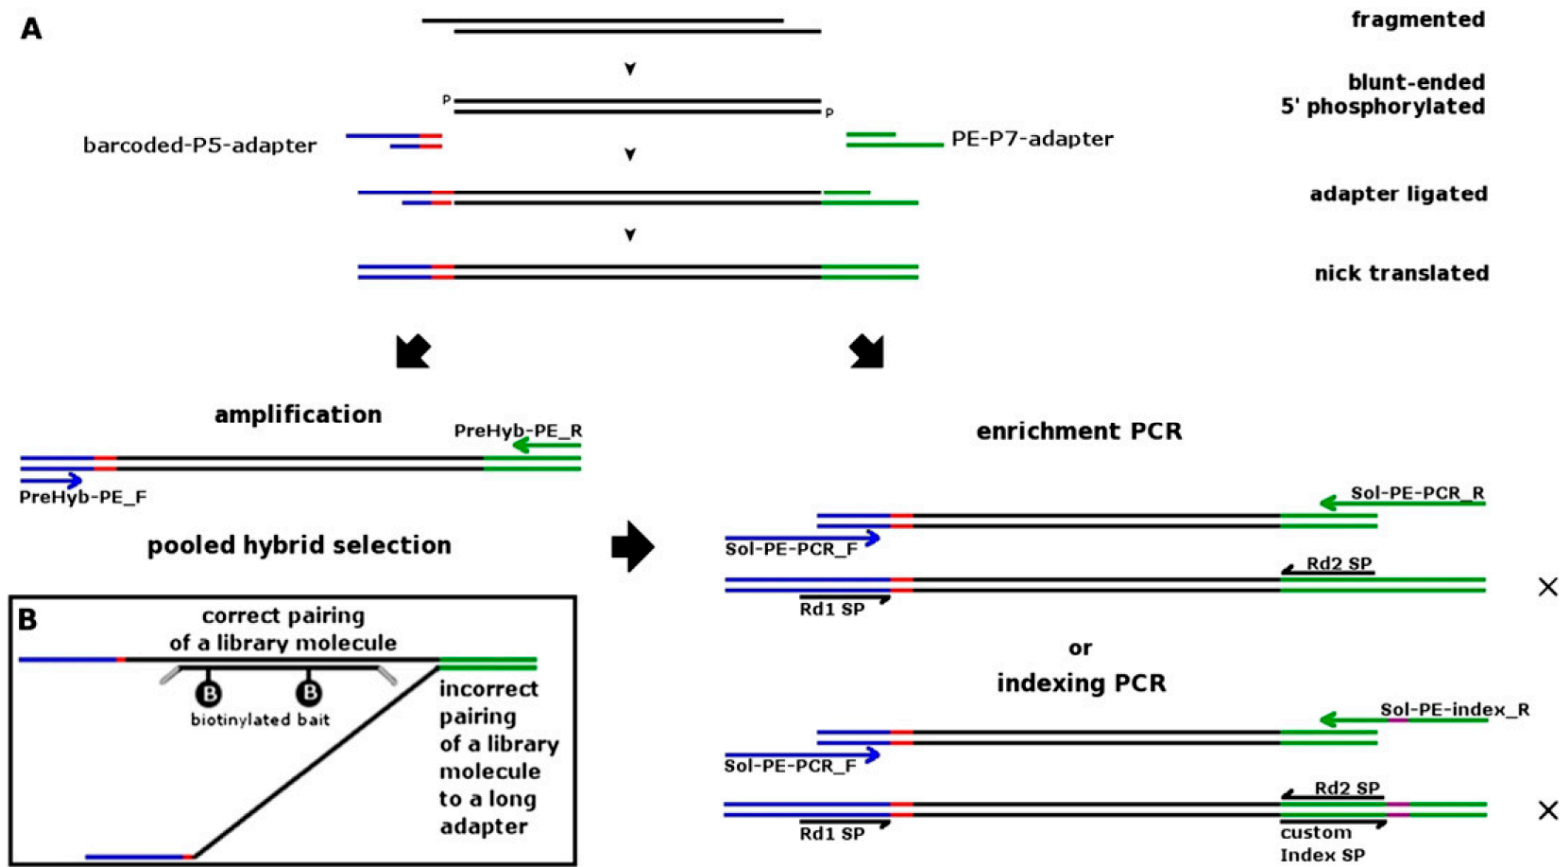 A
fragmented
blunt-ended
5' phosphorylated
P
P
barcoded-P5-adapter
PE-P7-adapter
adapter ligated
nick translated
amplification
PreHyb-PE_R
PreHyb-PE_F
pooled hybrid selection
enrichment PCR
Sol-PE-PCR_R
Sol-PE-PCR_F
Rd2 SP
Rd1 SP
×
or
indexing PCR
Sol-PE-index_R
Sol-PE-PCR_F
Rd2 SP
Rd1 SP
custom
Index SP
×
B
correct pairing
of a library molecule
B
B
biotinylated bait
incorrect
pairing
of a library
molecule
to a long
adapter